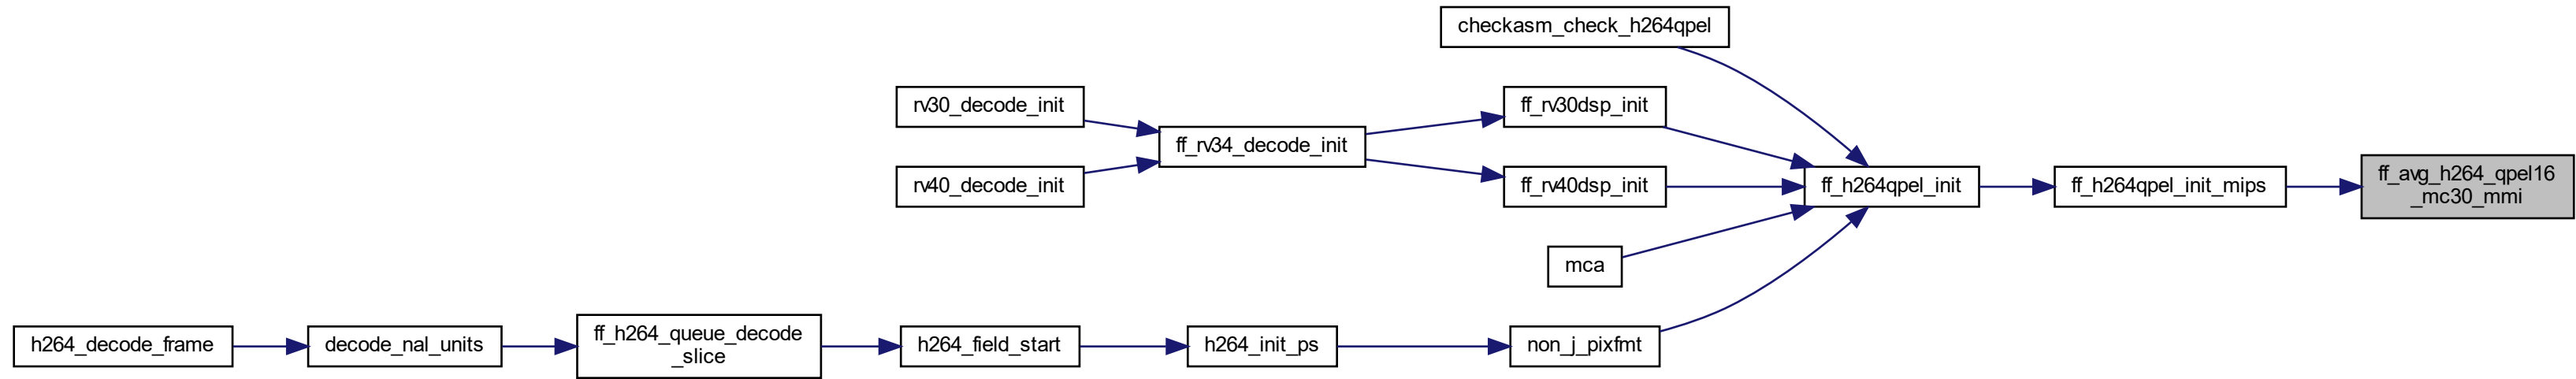 checkasm_check_h264qpel
rv30_decode_init
ff_rv30dsp_init
ff_rv34_decode_init
rv40_decode_init
ff_rv40dsp_init
ff_h264qpel_init
ff_h264qpel_init_mips
ff_avg_h264_qpel16
_mc30_mmi
mca
h264_decode_frame
decode_nal_units
ff_h264_queue_decode
_slice
h264_field_start
h264_init_ps
non_j_pixfmt